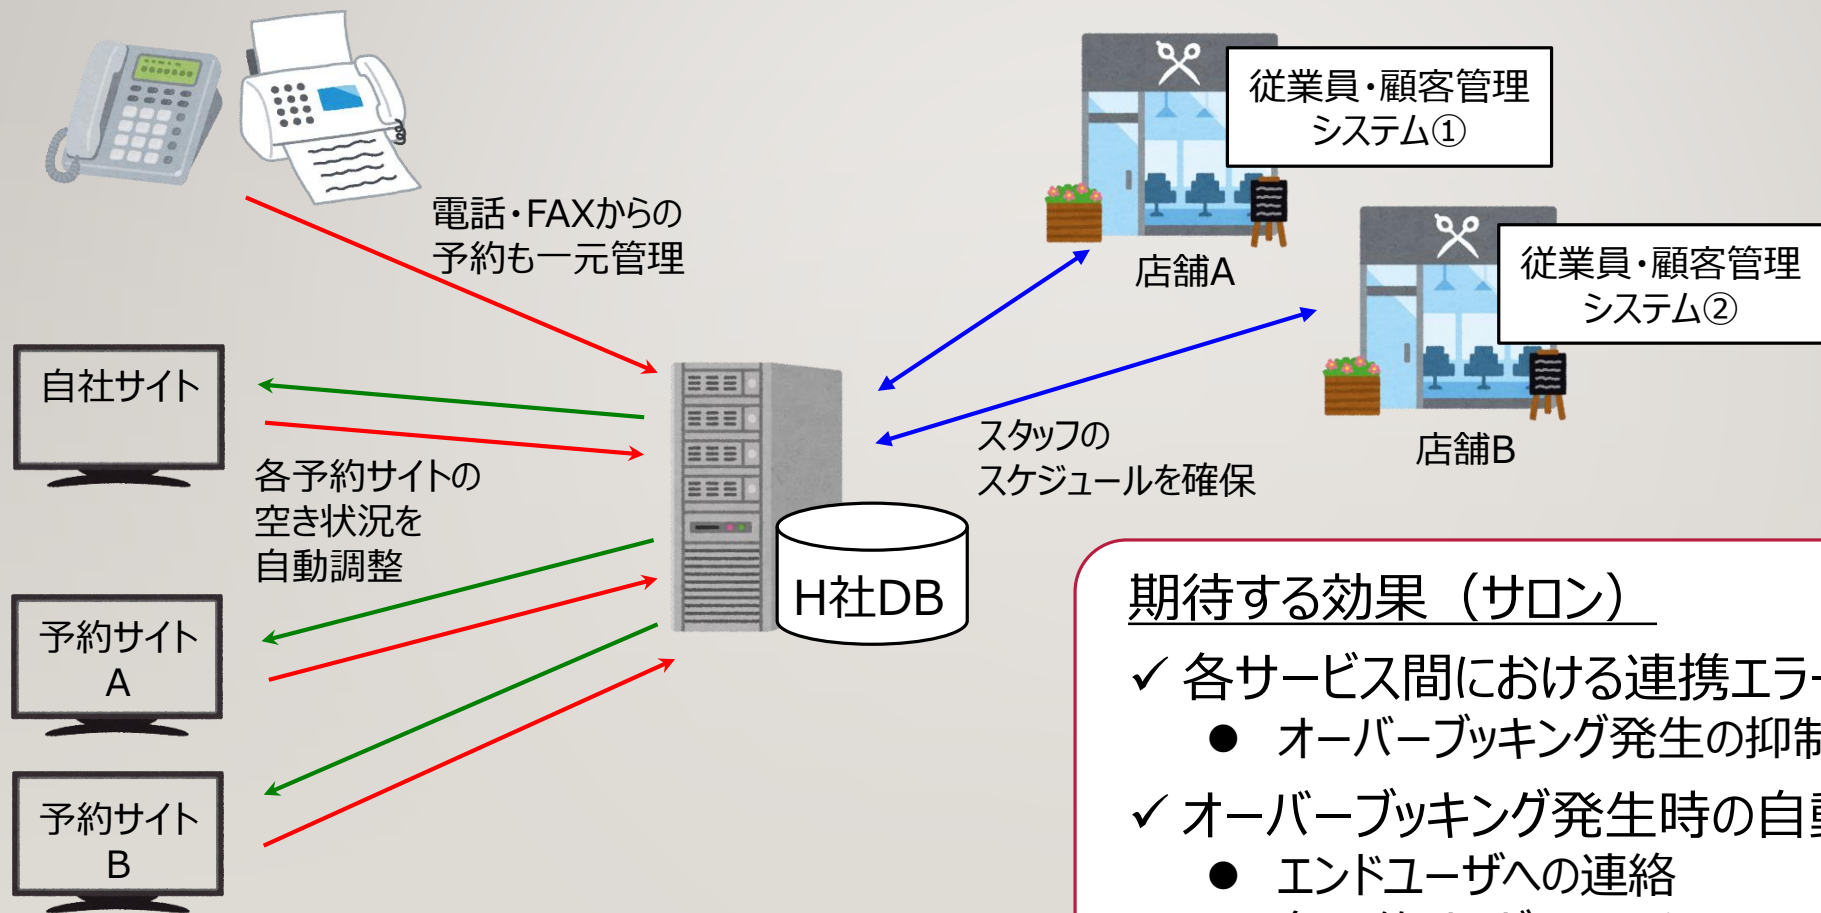 電話・FAXからの
予約も一元管理
従業員・顧客管理
システム①
店舗A
従業員・顧客管理
システム②
店舗B
自社サイト
各予約サイトの
空き状況を
自動調整
スタッフの
スケジュールを確保
予約サイト
A
H社DB
予約サイト
B
期待する効果（サロン）
✓ 各サービス間における連携エラー
● オーバーブッキング発生の抑制
✓ オーバーブッキング発生時の自動
● エンドユーザへの連絡